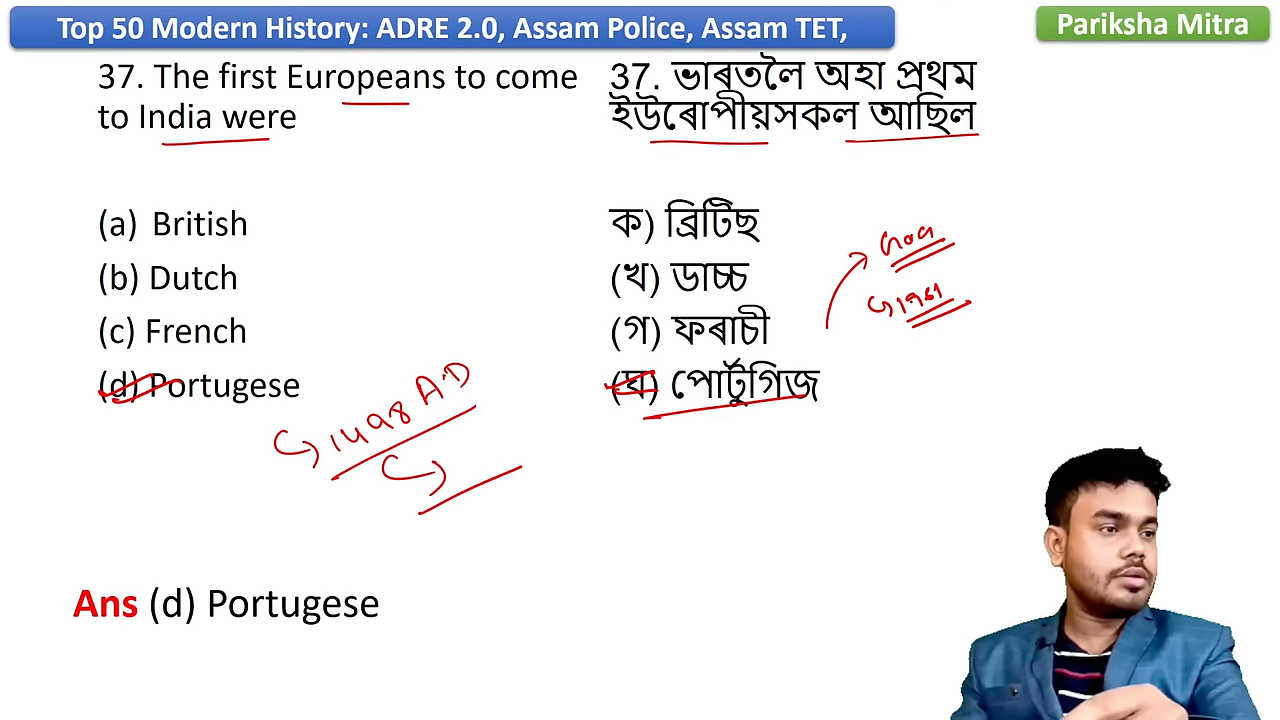 Top 50 Modern History: ADRE 2.0, Assam Police, Assam TET,
Pariksha Mitra
37. The first Europeans to come
to India were
(a) British
(b) Dutch
(c) French
(d) Portugese
37. ভাৰতলৈ অহা প্ৰথম
ইউৰোপীয়সকল আছিল
ক) ব্ৰিটিছ
(খ) ডাচ্চ
(গ) ফৰাচী
(ঘ) পোৰ্টুগিজ
Goa
1961
1498 A.D
Ans (d) Portugese